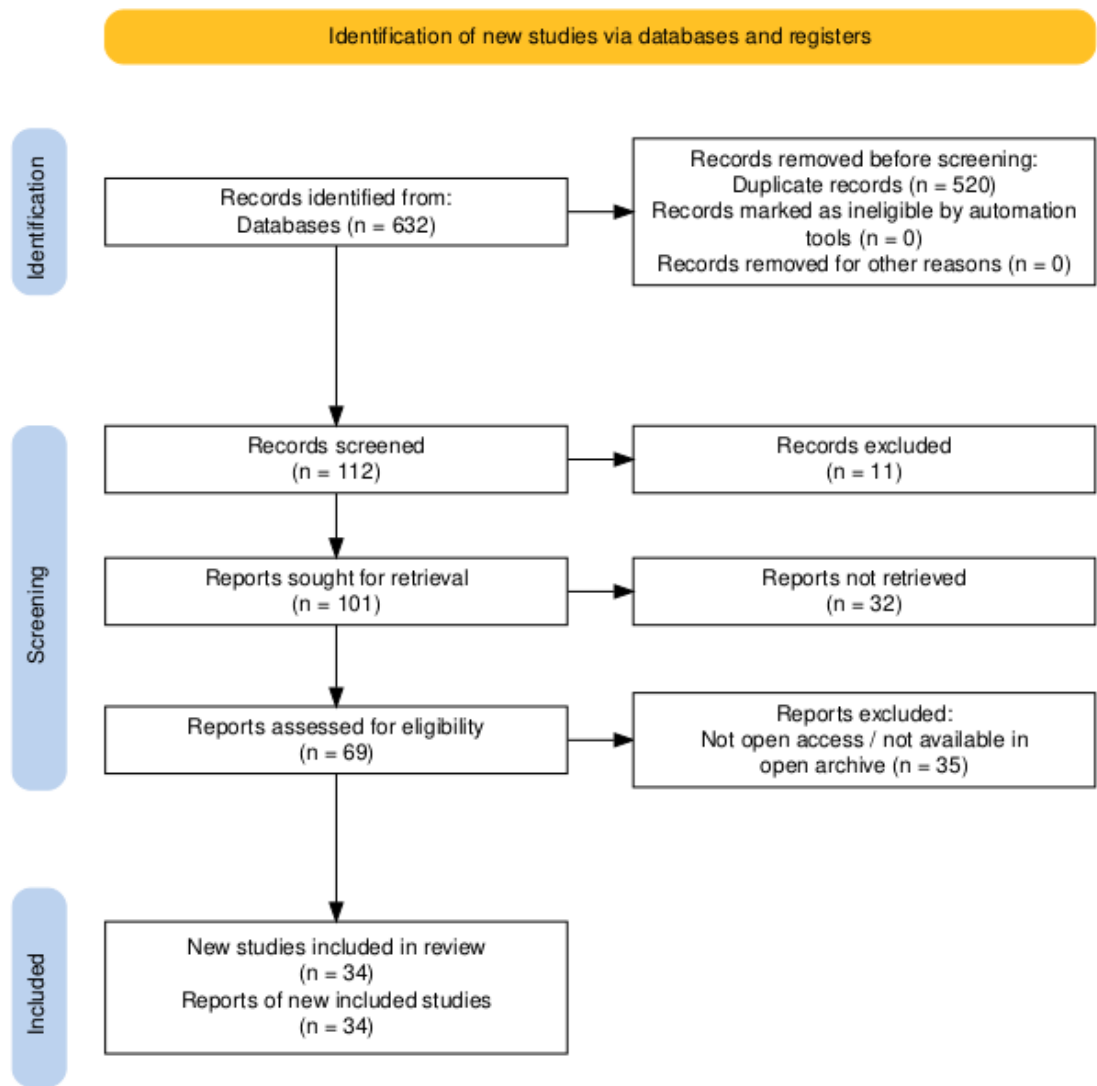 Identification of new studies via databases and registers
Identification
Records identified from:
Databases (n = 632)
Records removed before screening:
Duplicate records (n = 520)
Records marked as ineligible by automation
tools (n = 0)
Records removed for other reasons (n = 0)
Screening
Records screened
(n = 112)
Records excluded
(n = 11)
Reports sought for retrieval
(n = 101)
Reports not retrieved
(n = 32)
Reports assessed for eligibility
(n = 69)
Reports excluded:
Not open access / not available in
open archive (n = 35)
Included
New studies included in review
(n = 34)
Reports of new included studies
(n = 34)